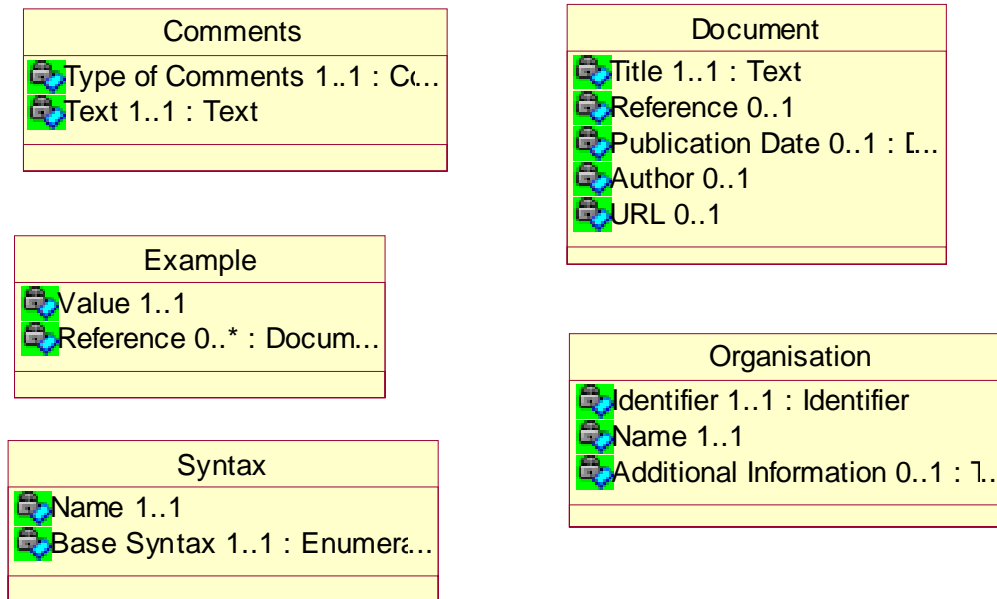 Comments
Type of Comments 1..1 : Co...
Text 1..1 : Text
Document
Title 1..1 : Text
Reference 0..1
Publication Date 0..1 : D...
Author 0..1
URL 0..1
Example
Value 1..1
Reference 0..* : Docum...
Organisation
Identifier 1..1 : Identifier
Name 1..1
Additional Information 0..1 : T..
Syntax
Name 1..1
Base Syntax 1..1 : Enumera...